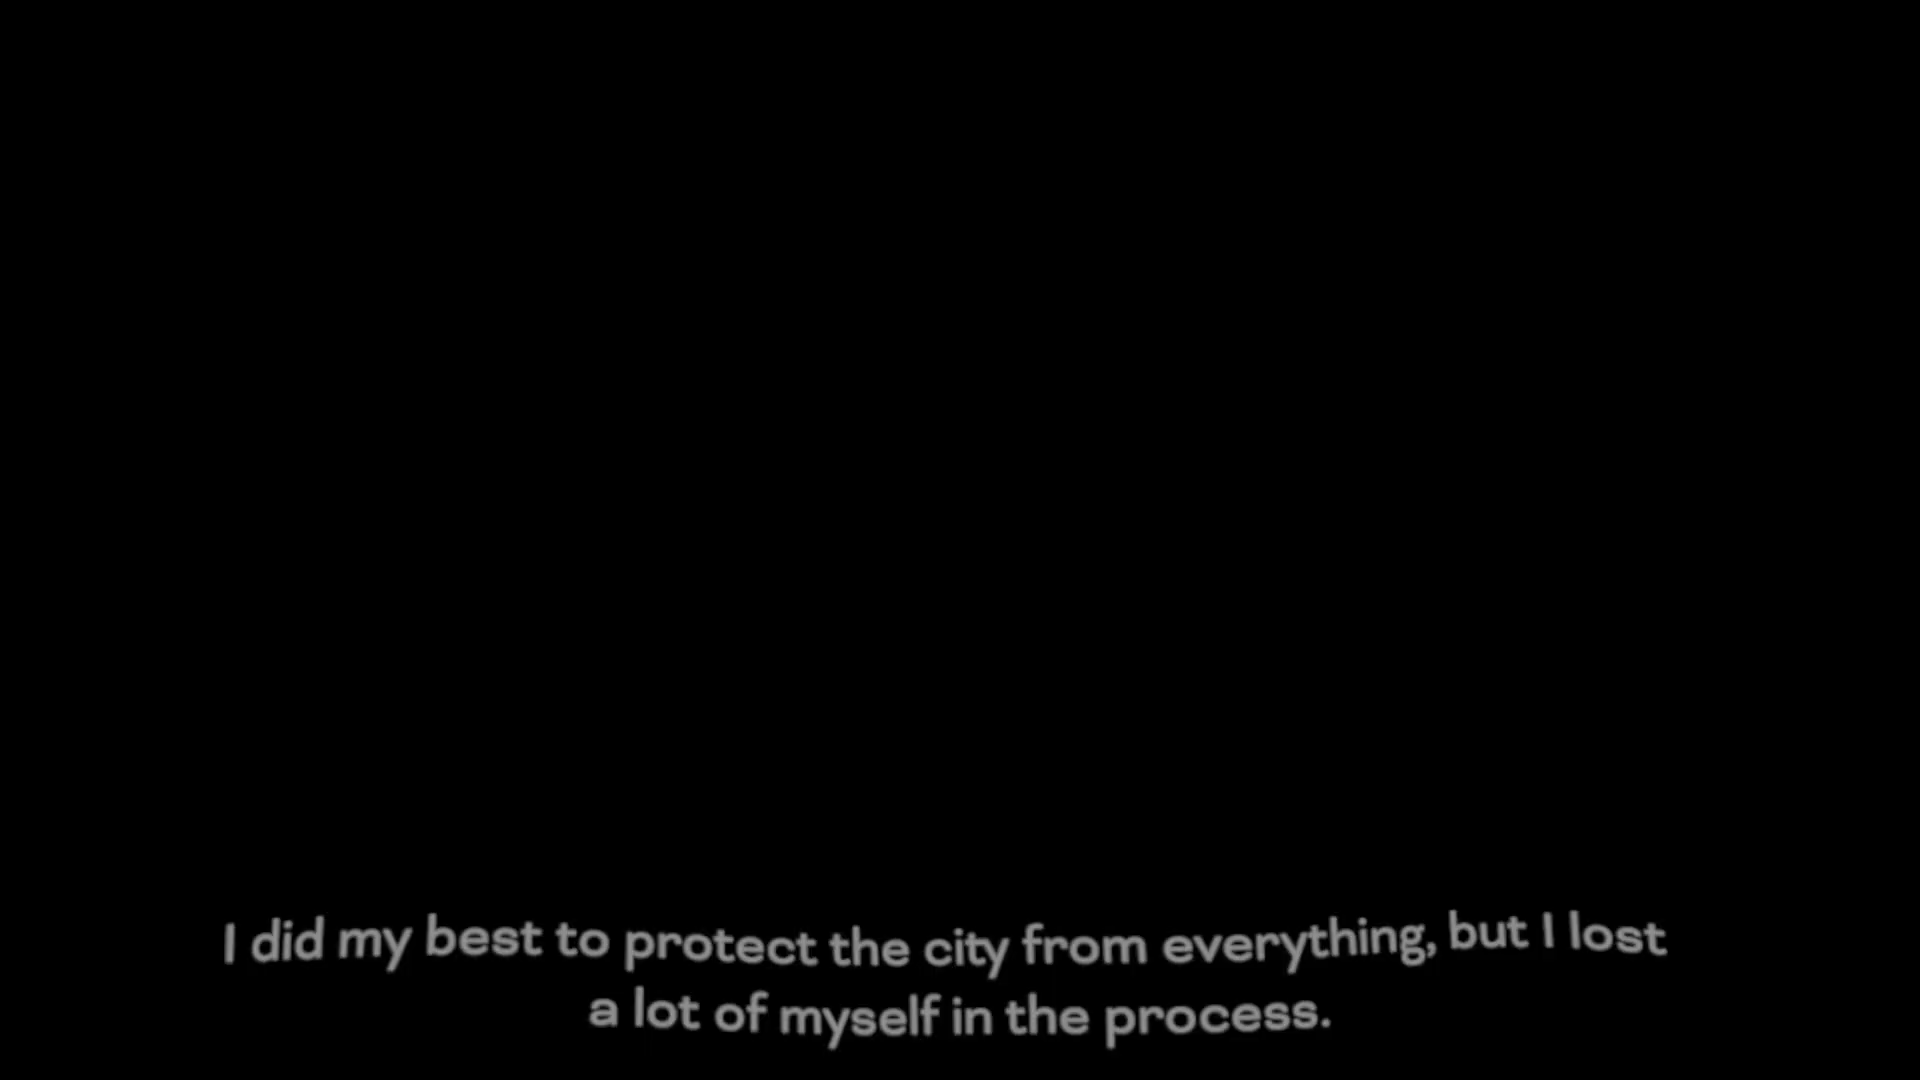 I did my best to protect the city from everything, but I lost
a lot of myself in the process.